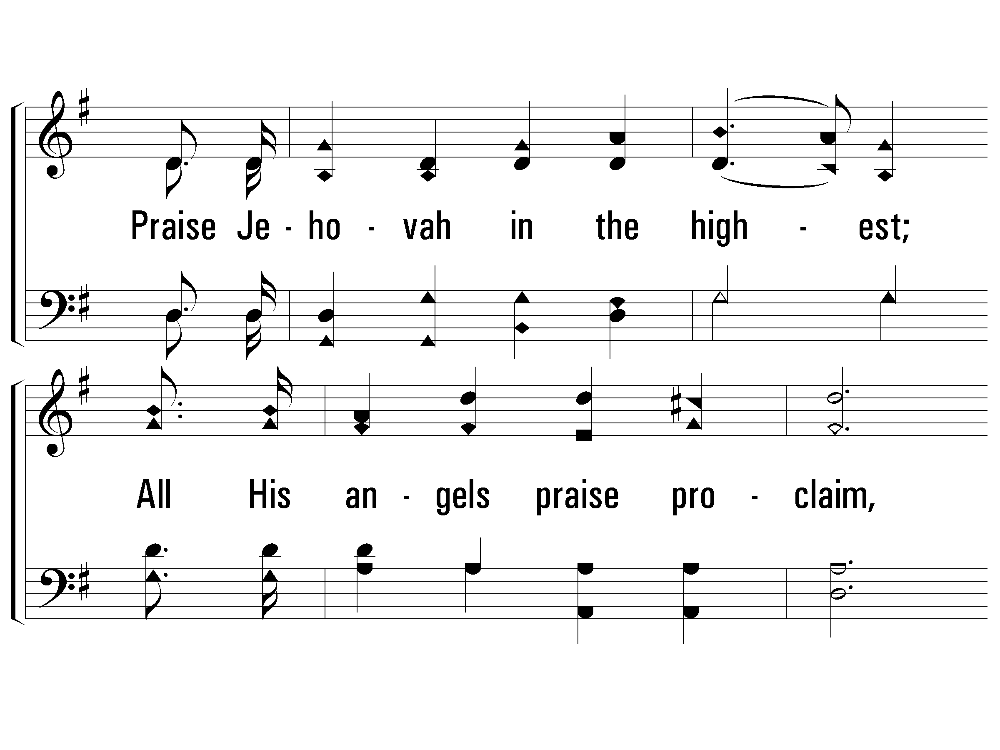 Praise Je - ho - vah in the high - est;
All His an - gels praise pro - claim,